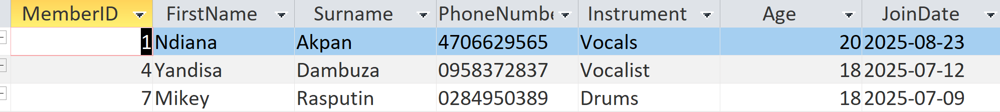 MemberID FirstName Surname PhoneNumbe Instrument Age JoinDate
1 Ndiana Akpan 4706629565 Vocals 20 2025-08-23
4 Yandisa Dambuza 0958372837 Vocalist 18 2025-07-12
7 Mikey Rasputin 0284950389 Drums 18 2025-07-09